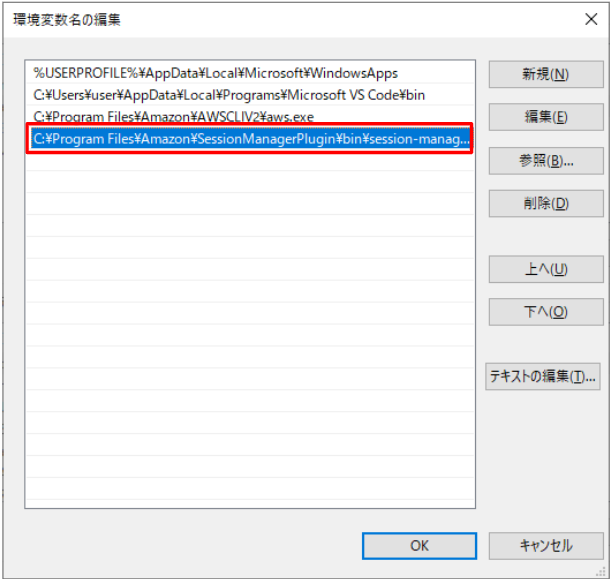 環境変数名の編集
%USERPROFILE%¥AppData¥Local¥Microsoft¥WindowsApps
C:¥Users¥user¥AppData¥Local¥Programs¥Microsoft VS Code¥bin
C:¥Program Files¥Amazon¥AWSCLIV2¥aws.exe
C:¥Program Files¥Amazon¥SessionManagerPlugin¥bin¥session-manag...
新規(N)
編集(E)
参照(B)...
削除(D)
上へ(U)
下へ(O)
テキストの編集(T)...
OK
キャンセル